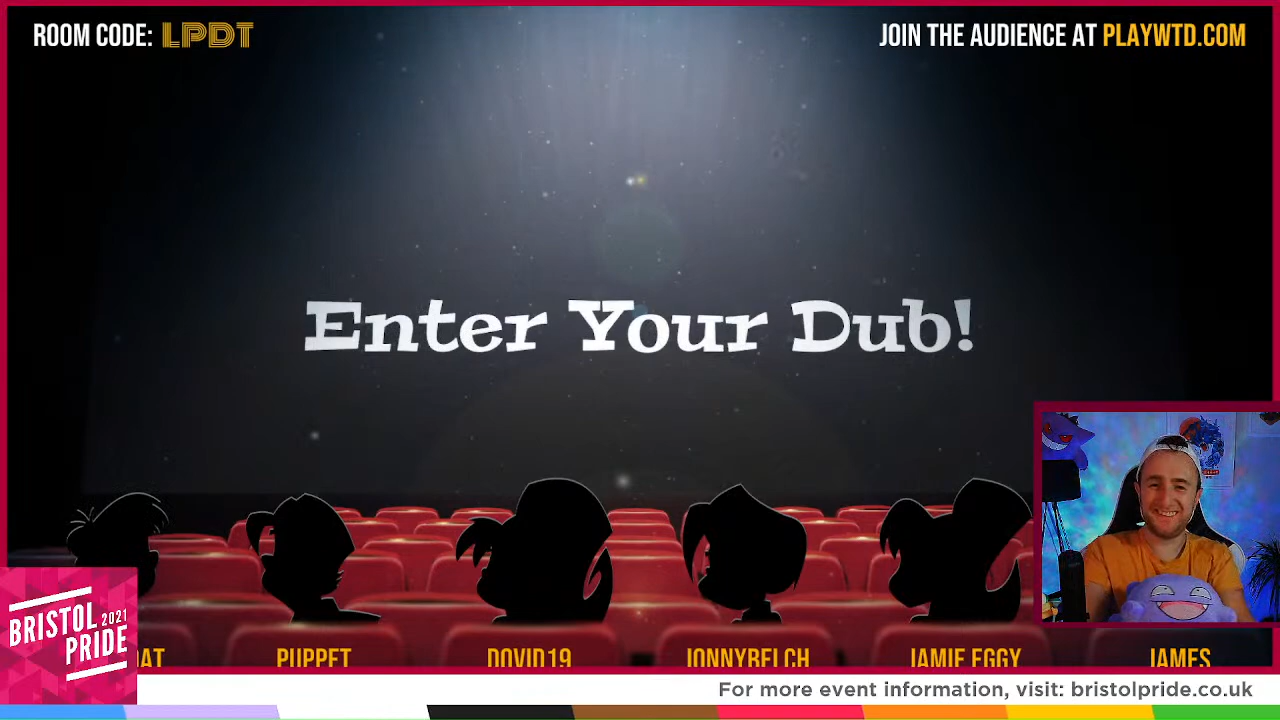 ROOM CODE: LPDT
JOIN THE AUDIENCE AT PLAYWTD.COM
Enter Your Dub!
PUPPET
DOVID19
JONNYBELCH
JAMIE EGGY
JAMES
BRISTOL 2021
PRIDE
For more event information, visit: bristolpride.co.uk